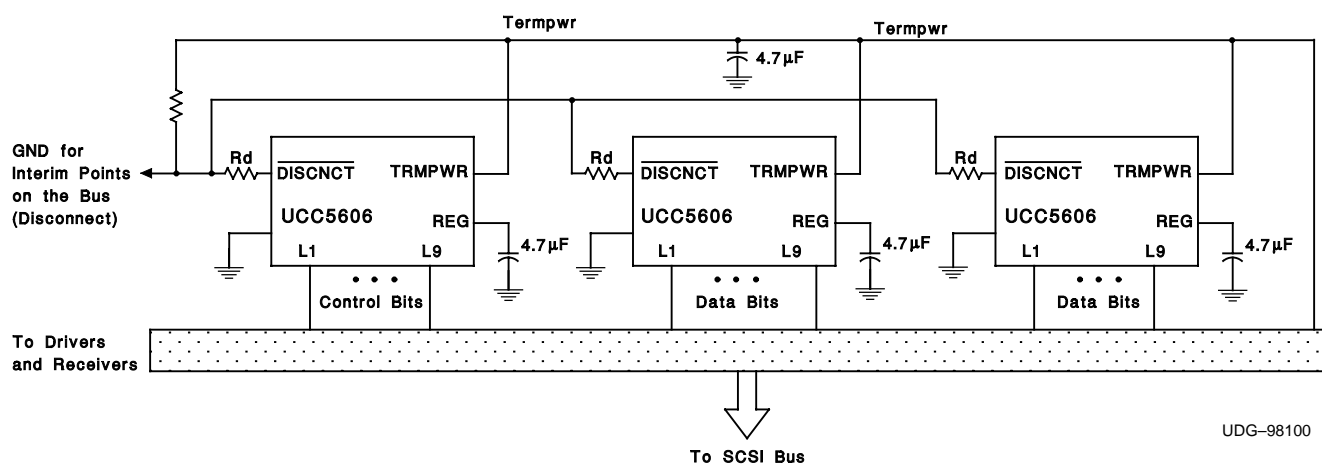 Termpwr
Termpwr
4.7µF
GND for
Interim Points
on the Bus
(Disconnect)
Rd
DISCNCT
TRMPWR
UCC5606
REG
L1
L9
4.7µF
Control Bits
Rd
DISCNCT
TRMPWR
UCC5606
REG
L1
L9
4.7µF
Data Bits
Rd
DISCNCT
TRMPWR
UCC5606
REG
L1
L9
4.7µF
Data Bits
To Drivers
and Receivers
To SCSI Bus
UDG–98100